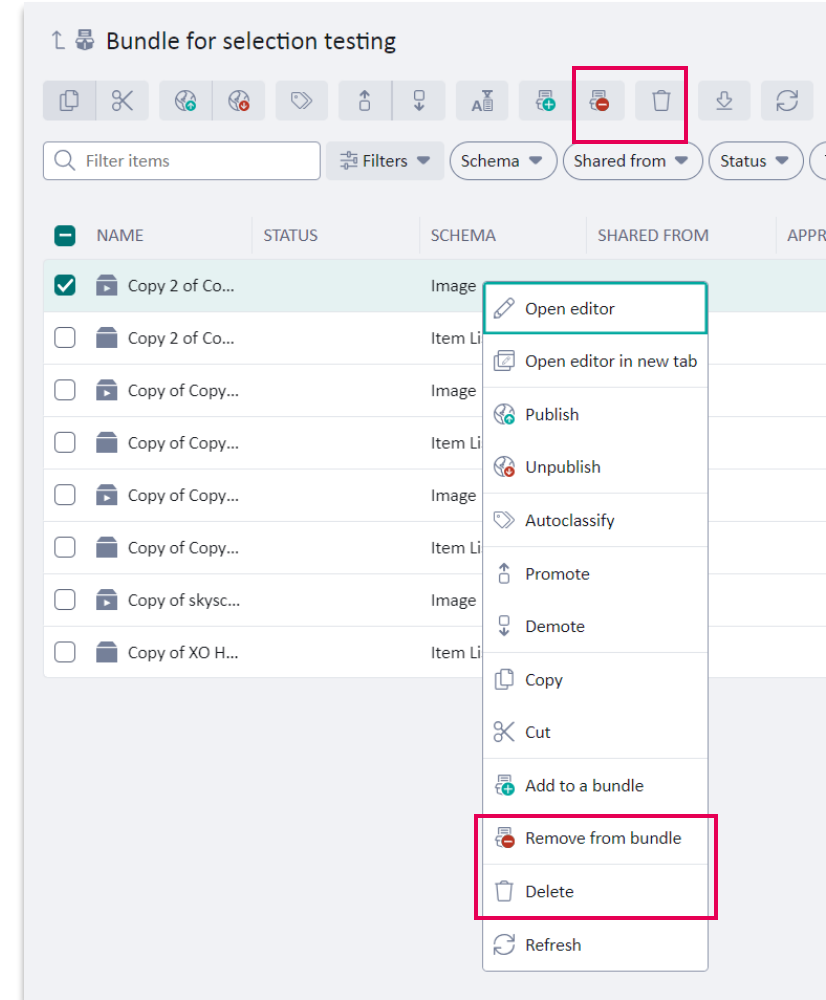 Bundle for selection testing
Filter items
Filters
Schema
Shared from
Status
NAME STATUS SCHEMA SHARED FROM APPR
Copy 2 of Co... Image
Copy 2 of Co... Item Li
Copy of Copy... Image
Copy of Copy... Item Li
Copy of Copy... Image
Copy of Copy... Item Li
Copy of skysc... Image
Copy of XO H... Item Li
Open editor
Open editor in new tab
Publish
Unpublish
Autoclassify
Promote
Demote
Copy
Cut
Add to a bundle
Remove from bundle
Delete
Refresh